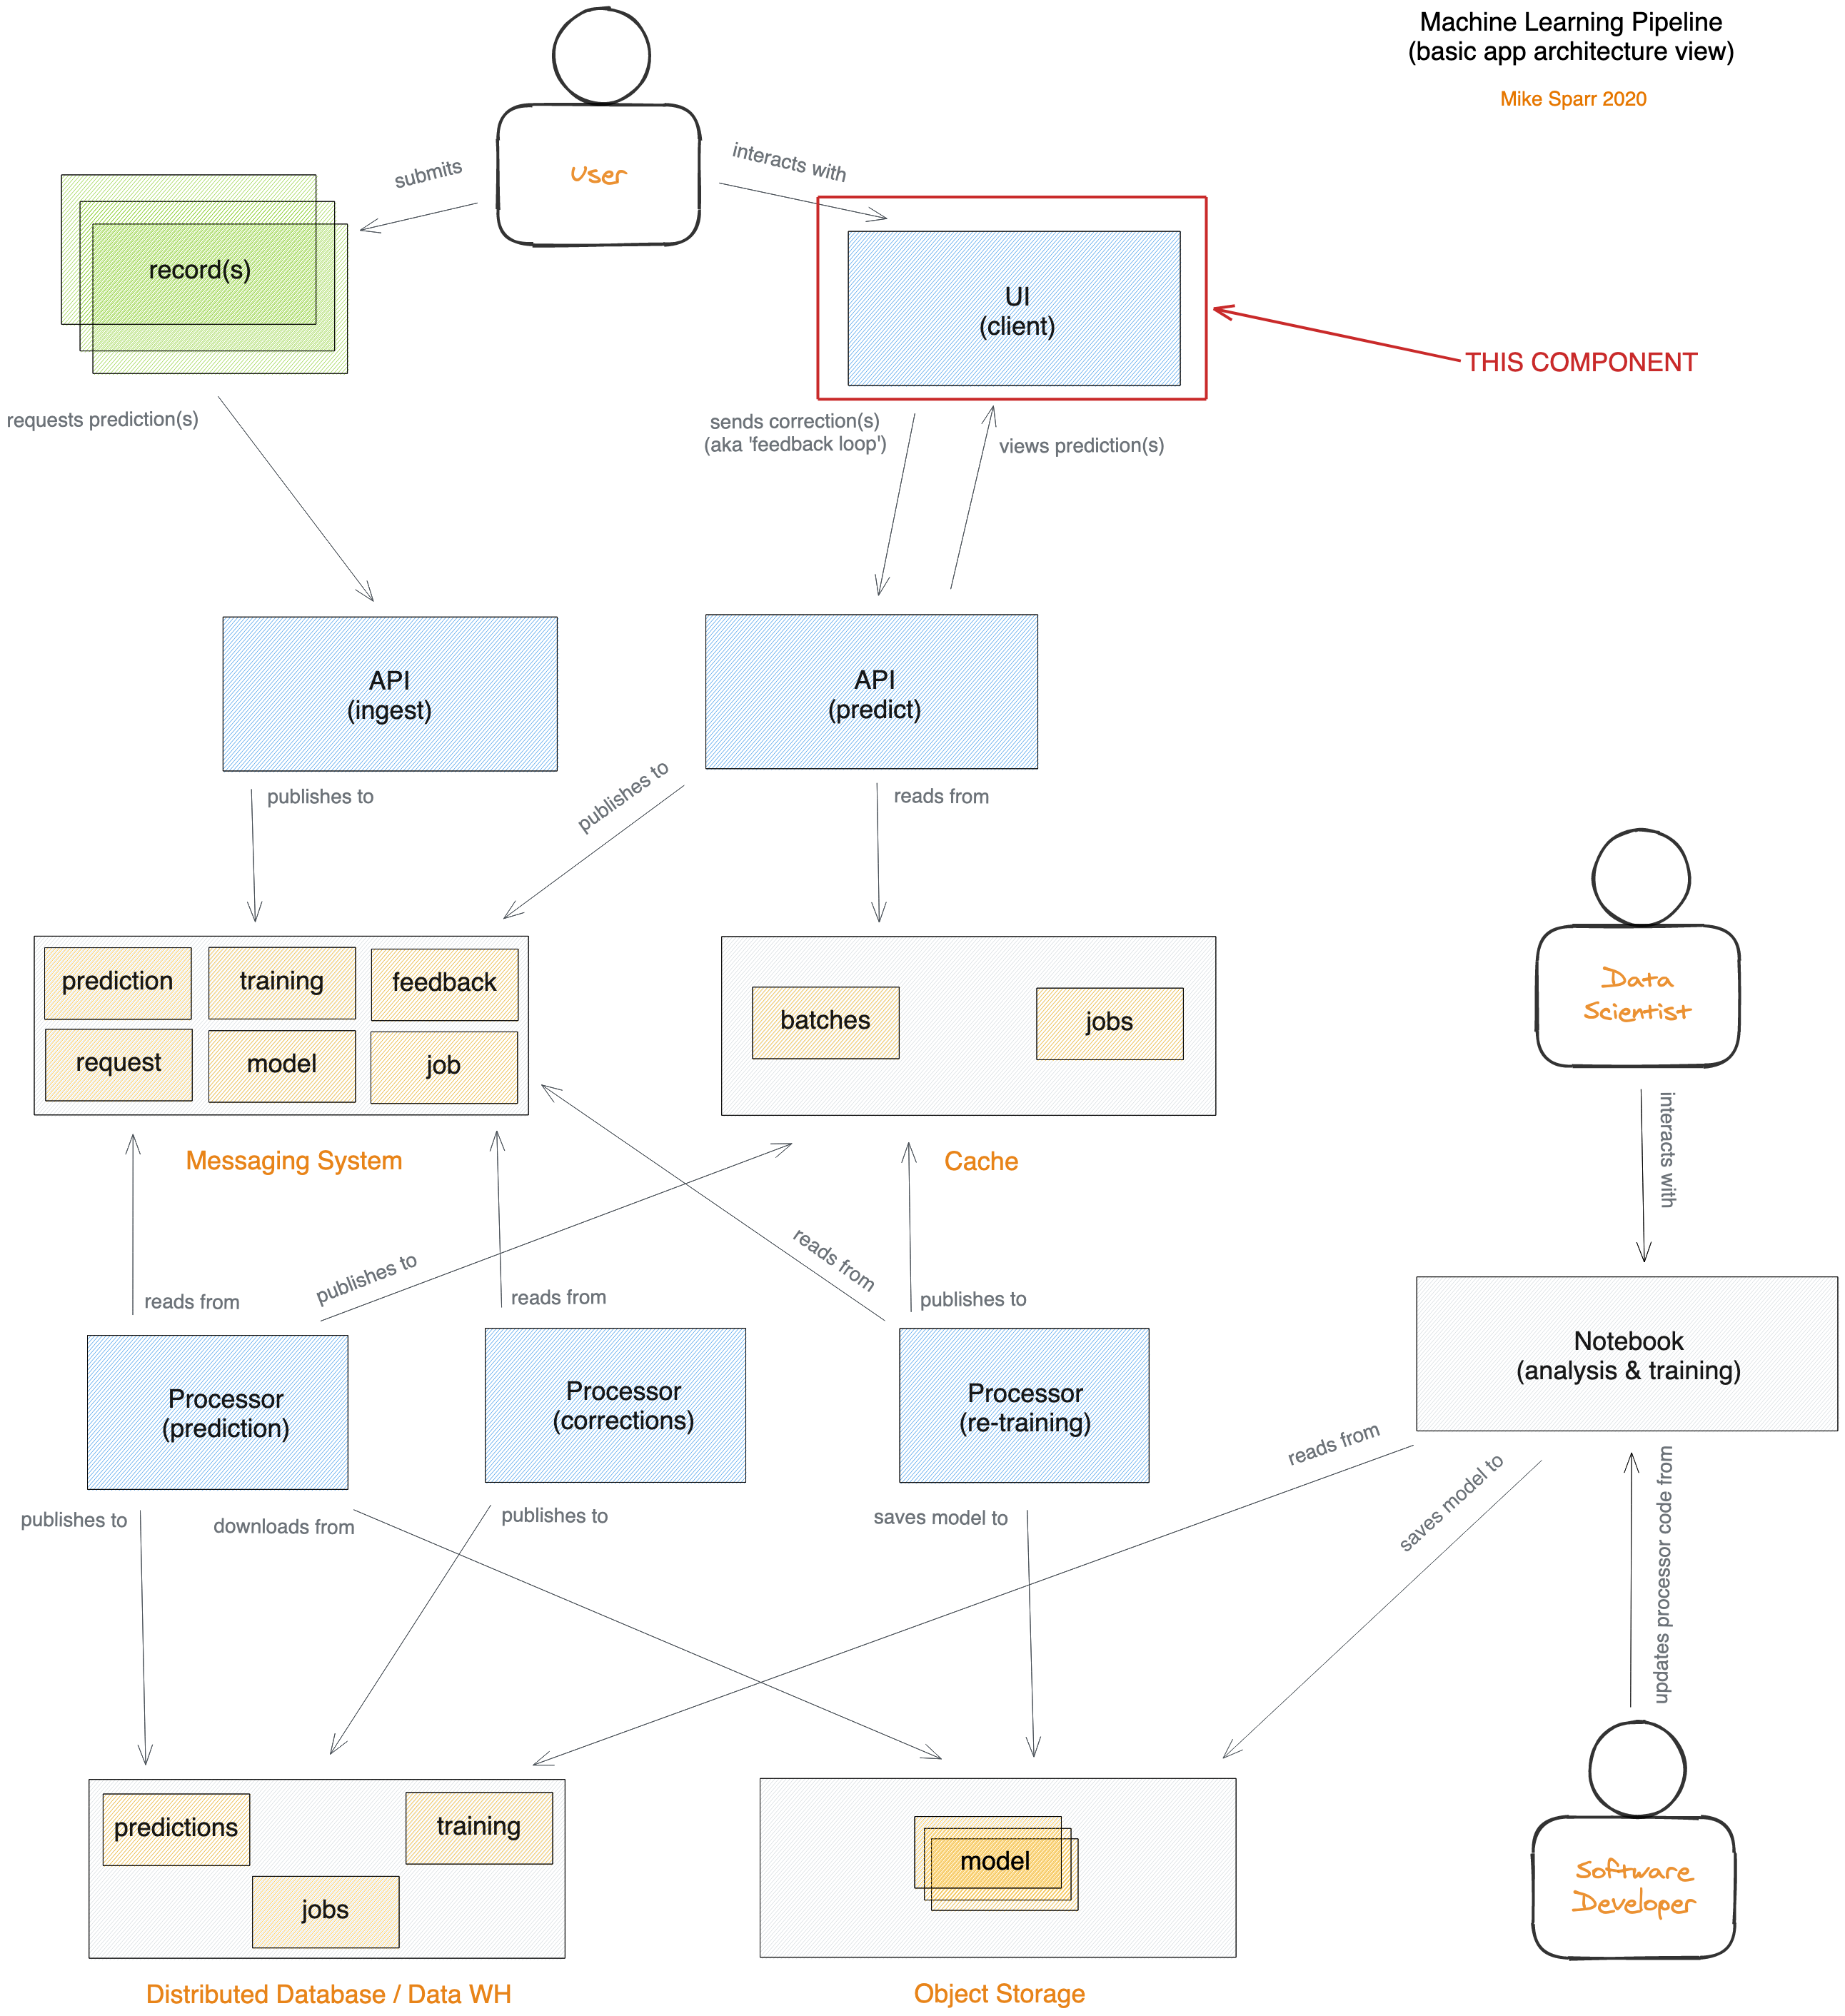 Machine Learning Pipeline
(basic app architecture view)
Mike Sparr 2020
User
submits
interacts with
record(s)
UI
(client)
THIS COMPONENT
requests prediction(s)
sends correction(s)
(aka 'feedback loop')
views prediction(s)
API
(ingest)
API
(predict)
publishes to
publishes to
reads from
prediction
training
feedback
request
model
job
Messaging System
batches
jobs
Cache
Data
Scientist
interacts with
reads from
publishes to
reads from
reads from
publishes to
Processor
(prediction)
Processor
(corrections)
Processor
(re-training)
Notebook
(analysis & training)
publishes to
downloads from
publishes to
saves model to
reads from
saves model to
updates processor code from
predictions
training
jobs
Distributed Database / Data WH
model
Object Storage
Software
Developer